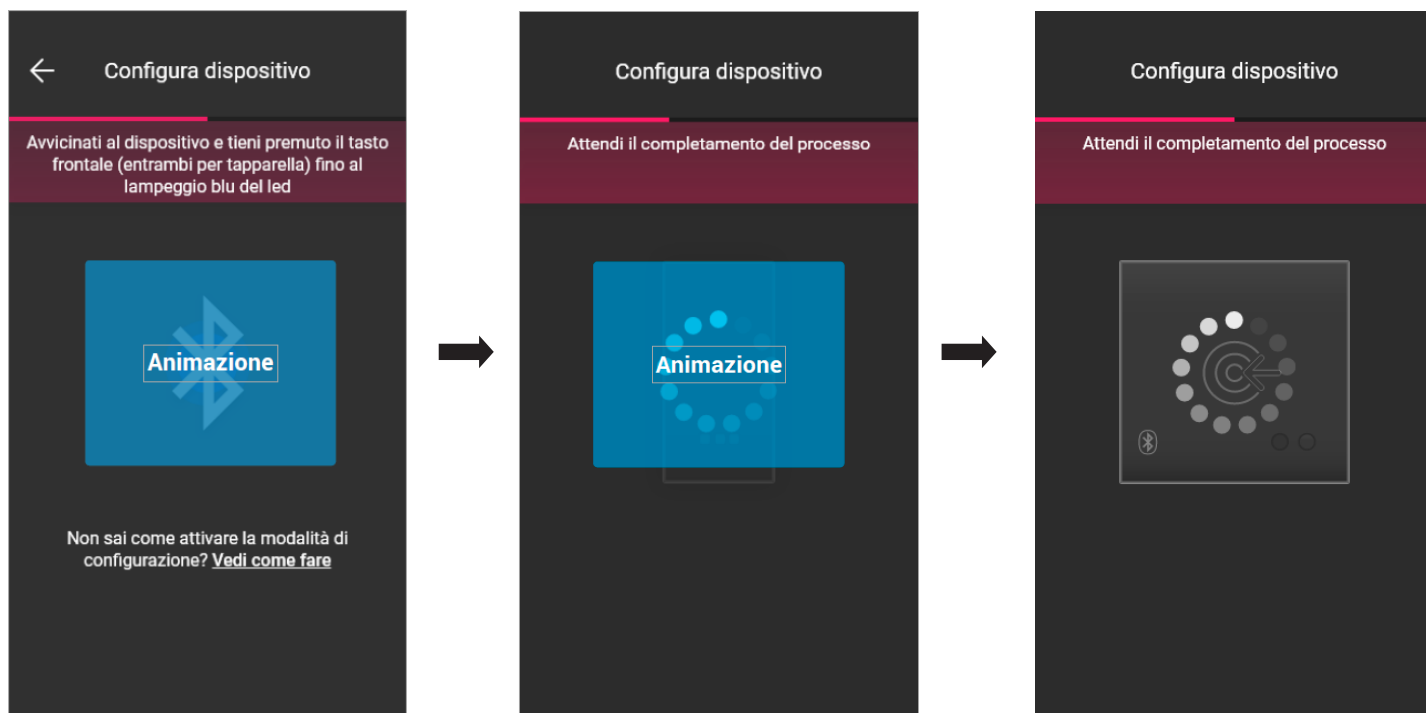 Configura dispositivo
Avvicinati al dispositivo e tieni premuto il tasto
frontale (entrambi per tapparella) fino al
lampeggio blu del led
Animazione
Non sai come attivare la modalità di
configurazione? Vedi come fare
Configura dispositivo
Attendi il completamento del processo
Animazione
Configura dispositivo
Attendi il completamento del processo